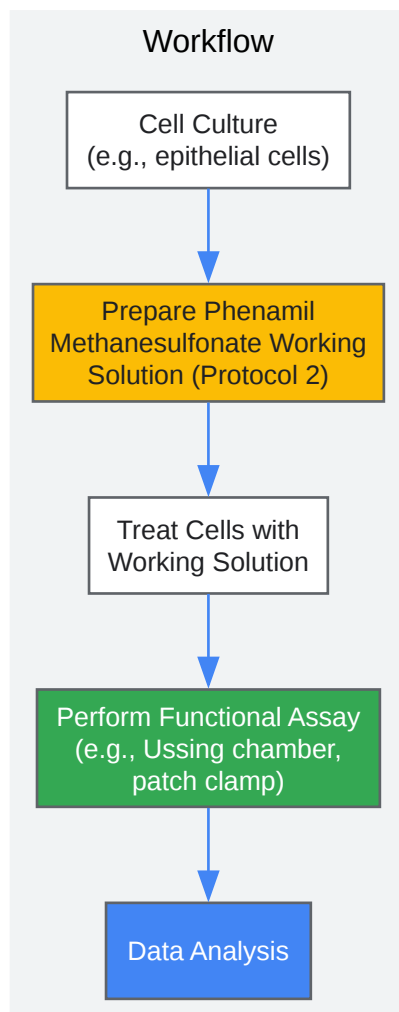 Workflow
Cell Culture
(e.g., epithelial cells)
Prepare Phenamil
Methanesulfonate Working
Solution (Protocol 2)
Treat Cells with
Working Solution
Perform Functional Assay
(e.g., Ussing chamber,
patch clamp)
Data Analysis